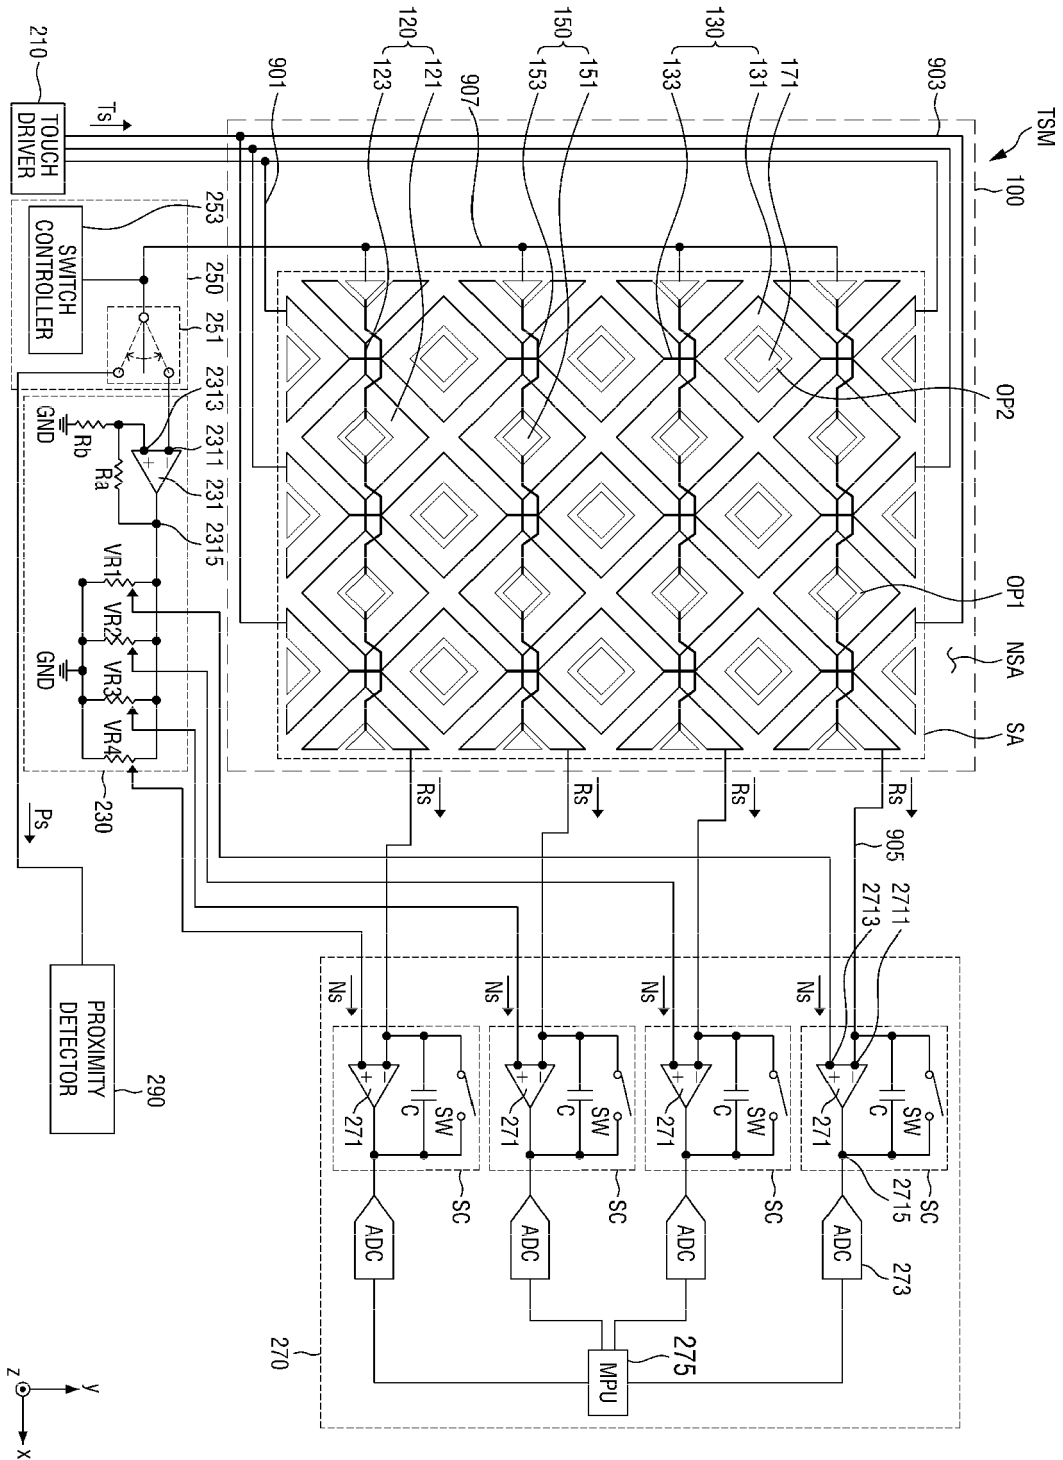 TSM
100
903
171
131
130
133
151
150
153
907
121
120
123
901
210
TOUCH
DRIVER
Ts
253
SWITCH
CONTROLLER
250
251
2313
2311
231
2315
GND
Rb
Ra
VR1
VR2
VR3
VR4
GND
230
Ps
OP2
OP1
NSA
SA
Rs
Rs
Rs
Rs
905
2711
2713
Ns
Ns
Ns
Ns
PROXIMITY
DETECTOR
290
+
−
271
C
SW
SC
+
−
271
C
SW
SC
+
−
271
C
SW
SC
+
−
271
C
SW
SC
2715
ADC
ADC
ADC
ADC
273
275
MPU
270
z
y
x
+
−